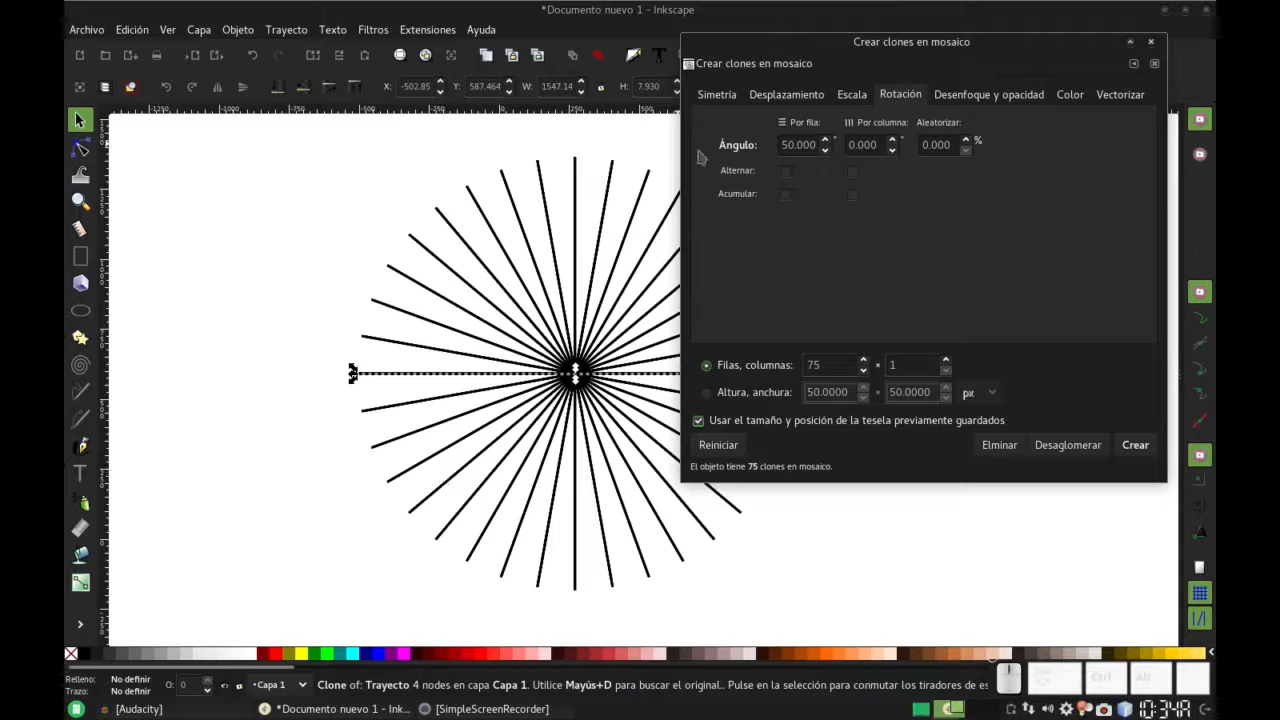 *Documento nuevo 1 - Inkscape
Archivo Edición Ver Capa Objeto Trayecto Texto Filtros Extensiones Ayuda
Crear clones en mosaico
Crear clones en mosaico
X: -502.85 Y: 587.464 W: 1547.14 H: 7.930
Simetría Desplazamiento Escala Rotación Desenfoque y opacidad Color Vectorizar
Por fila: Por columna: Aleatorizar:
Ángulo: 50.000 ° 0.000 ° 0.000 %
Alternar:
Acumular:
Filas, columnas: 75 × 1
Altura, anchura: 50.0000 × 50.0000 px
Usar el tamaño y posición de la tesela previamente guardados
Reiniciar Elminar Desaglomerar Crear
El objeto tiene 75 clones en mosaico.
Relleno: No definir
Trazo: No definir
O: 0
•Capa 1
Clone of: Trayecto 4 nodes en capa Capa 1. Utilice Mayús+D para buscar el original.. Pulse en la selección para conmutar los tiradores de es
Ctrl Alt
[Audacity] *Documento nuevo 1 - Ink... [SimpleScreenRecorder] 10:34A